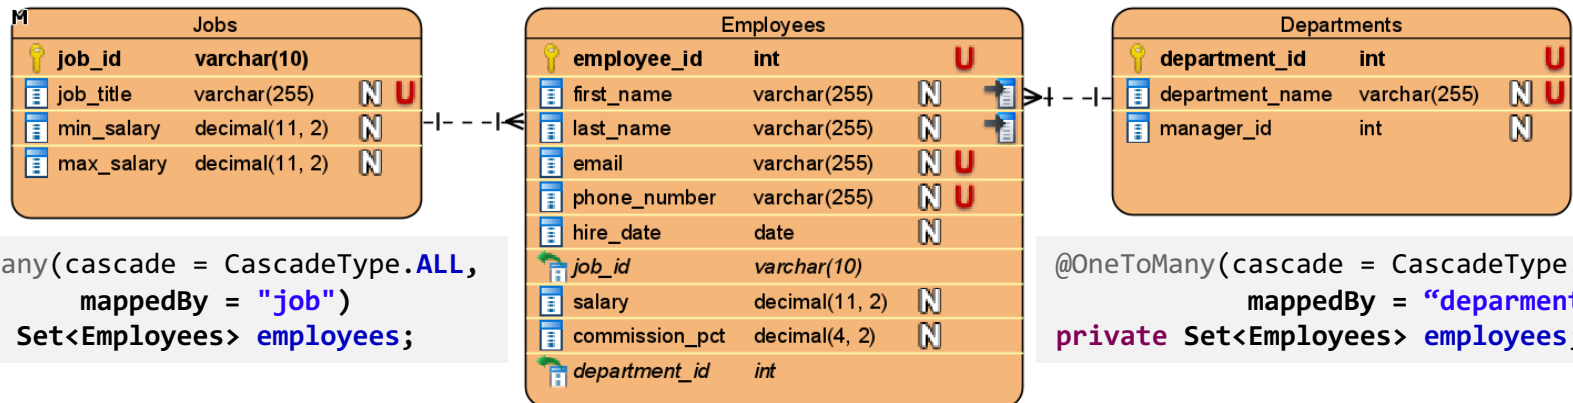 M
Jobs
job_id varchar(10)
job_title varchar(255) N U
min_salary decimal(11, 2) N
max_salary decimal(11, 2) N
any(cascade = CascadeType.ALL,
mappedBy = "job")
Set<Employees> employees;
Employees
employee_id int U
first_name varchar(255) N
last_name varchar(255) N
email varchar(255) N U
phone_number varchar(255) N U
hire_date date N
job_id varchar(10)
salary decimal(11, 2) N
commission_pct decimal(4, 2) N
department_id int
Departments
department_id int U
department_name varchar(255) N U
manager_id int N
@OneToMany(cascade = CascadeType
mappedBy = “deparment
private Set<Employees> employees;